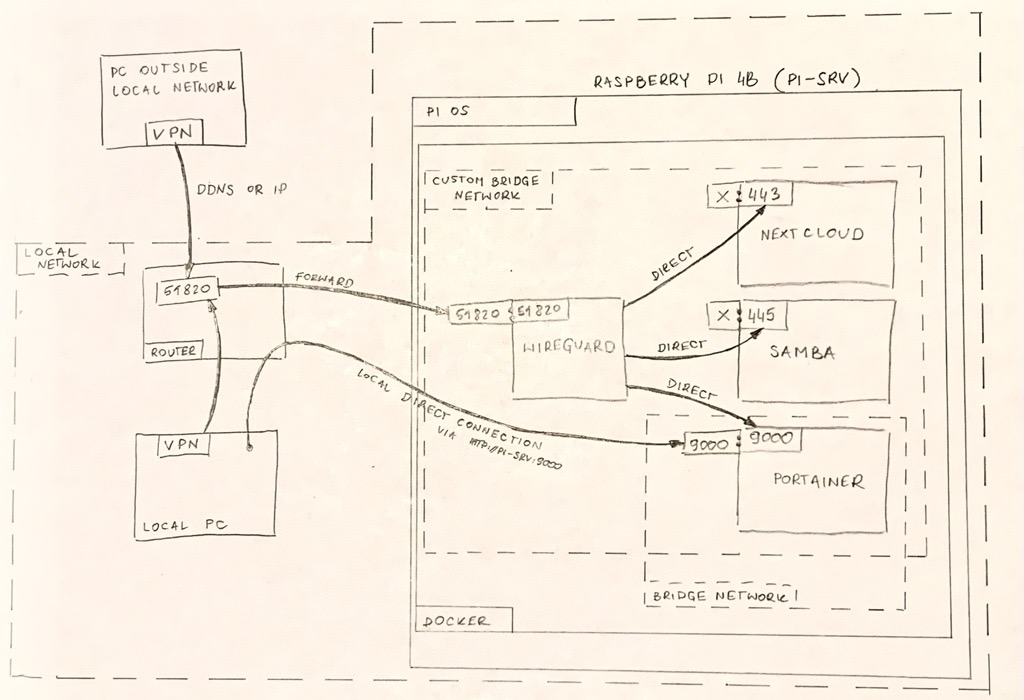 PC OUTSIDE
LOCAL NETWORK
VPN
DDNS OR IP
LOCAL
NETWORK
51820
ROUTER
VPN
LOCAL PC
FORWARD
LOCAL DIRECT CONNECTION
VIA HTTP://PI-SRV:9000
RASPBERRY PI 4B (PI-SRV)
PI OS
CUSTOM BRIDGE
NETWORK
51820 : 51820
WIREGUARD
DIRECT
X : 443
NEXTCLOUD
DIRECT
X : 445
SAMBA
DIRECT
9000 : 9000
PORTAINER
BRIDGE NETWORK
DOCKER